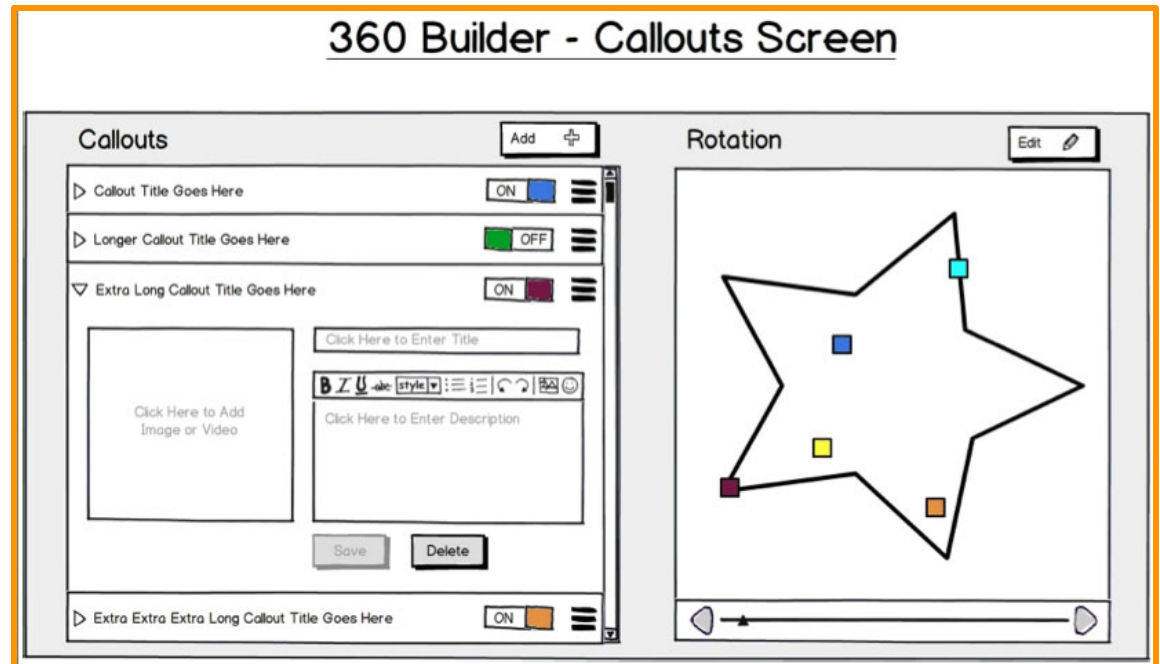 360 Builder - Callouts Screen
Callouts
Add
Callout Title Goes Here
ON
Longer Callout Title Goes Here
OFF
Extra Long Callout Title Goes Here
ON
Click Here to Add
Image or Video
Click Here to Enter Title
B I U abc style
Click Here to Enter Description
Save
Delete
Extra Extra Extra Long Callout Title Goes Here
ON
Rotation
Edit